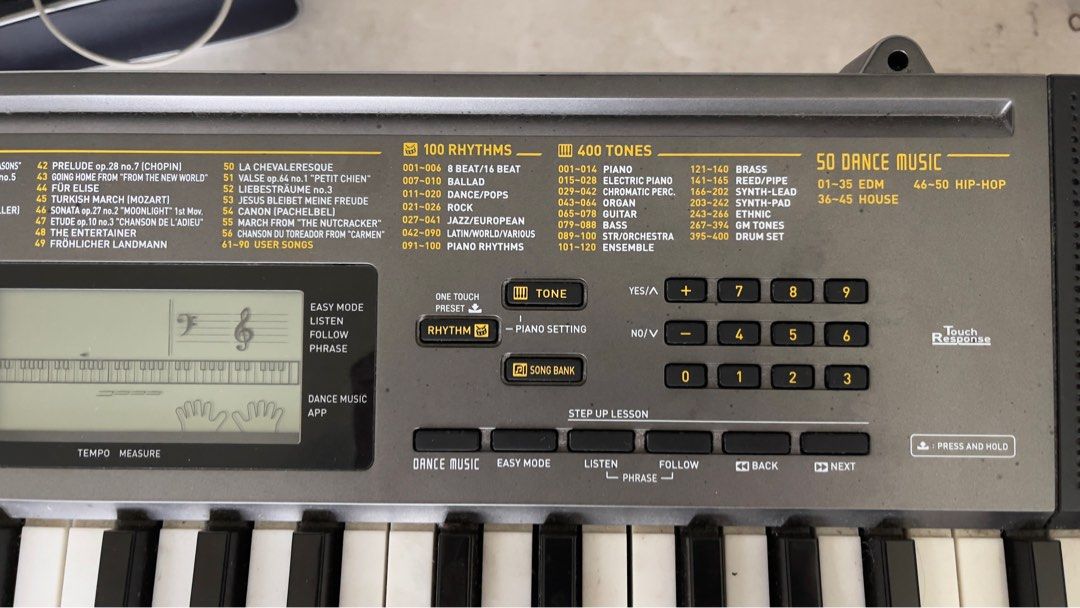 ASONS"
no.5
LLER)
42 PRELUDE op.28 no.7 (CHOPIN)
43 GOING HOME FROM "FROM THE NEW WORLD"
44 FÜR ELISE
45 TURKISH MARCH (MOZART)
46 SONATA op.27 no.2 "MOONLIGHT" 1st Mov.
47 ETUDE op.10 no.3 "CHANSON DE L'ADIEU"
48 THE ENTERTAINER
49 FRÖHLICHER LANDMANN
50 LA CHEVALERESQUE
51 VALSE op.64 no.1 "PETIT CHIEN"
52 LIEBESTRÄUME no.3
53 JESUS BLEIBET MEINE FREUDE
54 CANON (PACHELBEL)
55 MARCH FROM "THE NUTCRACKER"
56 CHANSON DU TOREADOR FROM "CARMEN"
61~90 USER SONGS
100 RHYTHMS
001~006 8 BEAT/16 BEAT
007~010 BALLAD
011~020 DANCE/POPS
021~026 ROCK
027~041 JAZZ/EUROPEAN
042~090 LATIN/WORLD/VARIOUS
091~100 PIANO RHYTHMS
400 TONES
001~014 PIANO
015~028 ELECTRIC PIANO
029~042 CHROMATIC PERC.
043~064 ORGAN
065~078 GUITAR
079~088 BASS
089~100 STR/ORCHESTRA
101~120 ENSEMBLE
121~140 BRASS
141~165 REED/PIPE
166~202 SYNTH-LEAD
203~242 SYNTH-PAD
243~266 ETHNIC
267~394 GM TONES
395~400 DRUM SET
50 DANCE MUSIC
01~35 EDM
36~45 HOUSE
46~50 HIP-HOP
EASY MODE
LISTEN
FOLLOW
PHRASE
DANCE MUSIC
APP
TEMPO MEASURE
ONE TOUCH
PRESET
RHYTHM
TONE
PIANO SETTING
SONG BANK
YES/∧ + 7 8 9
NO/∨ − 4 5 6
0 1 2 3
Touch
Response
STEP UP LESSON
DANCE MUSIC EASY MODE LISTEN FOLLOW BACK NEXT
PHRASE
: PRESS AND HOLD